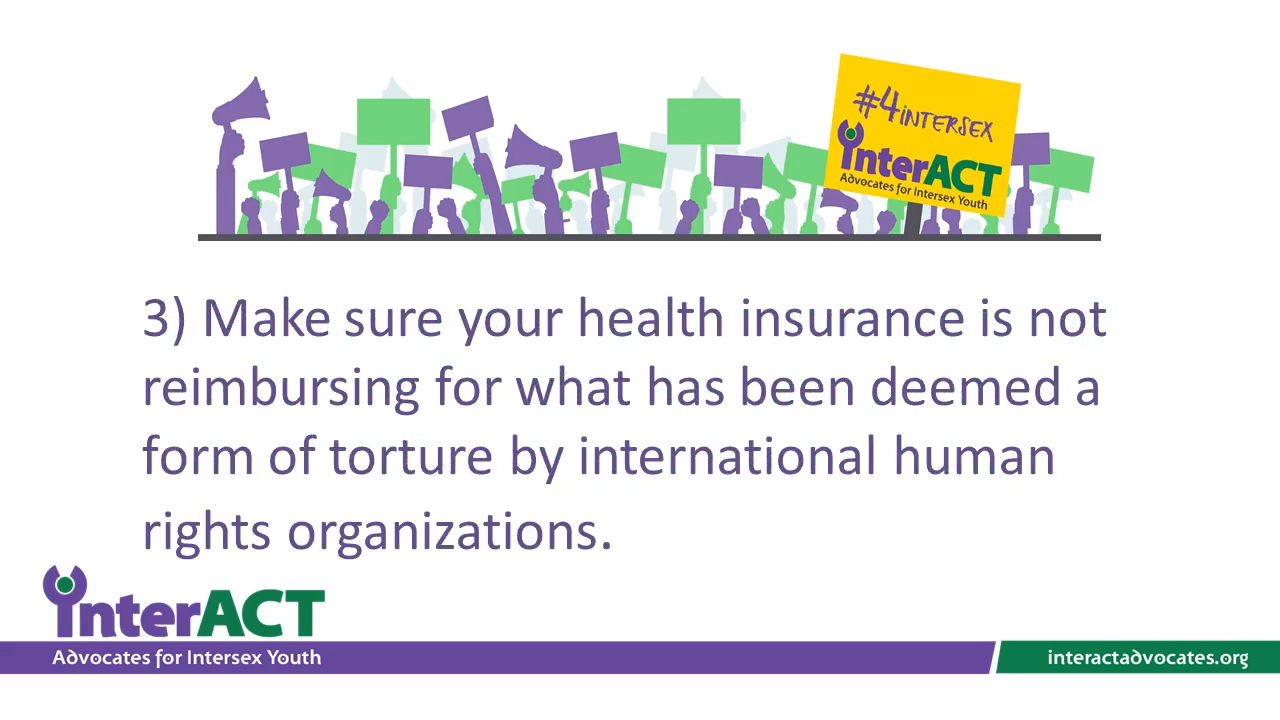 #4INTERSEX
interACT
Advocates for Intersex Youth
3) Make sure your health insurance is not
reimbursing for what has been deemed a
form of torture by international human
rights organizations.
interACT
Advocates for Intersex Youth
interactadvocates.org